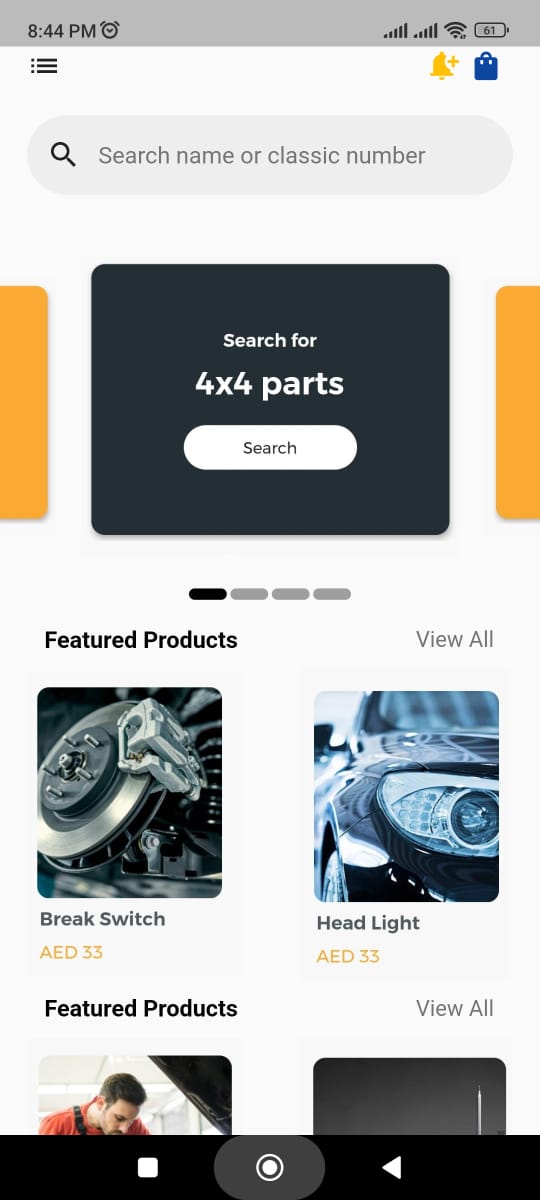 8:44 PM
61
Search name or classic number
Search for
4x4 parts
Search
Featured Products View All
Break Switch Head Light
AED 33 AED 33
Featured Products View All